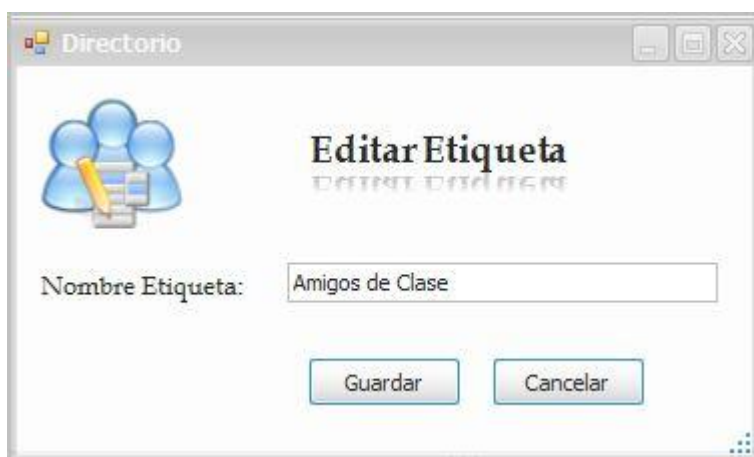 Directorio
Editar Etiqueta
Nombre Etiqueta:
Amigos de Clase
Guardar
Cancelar